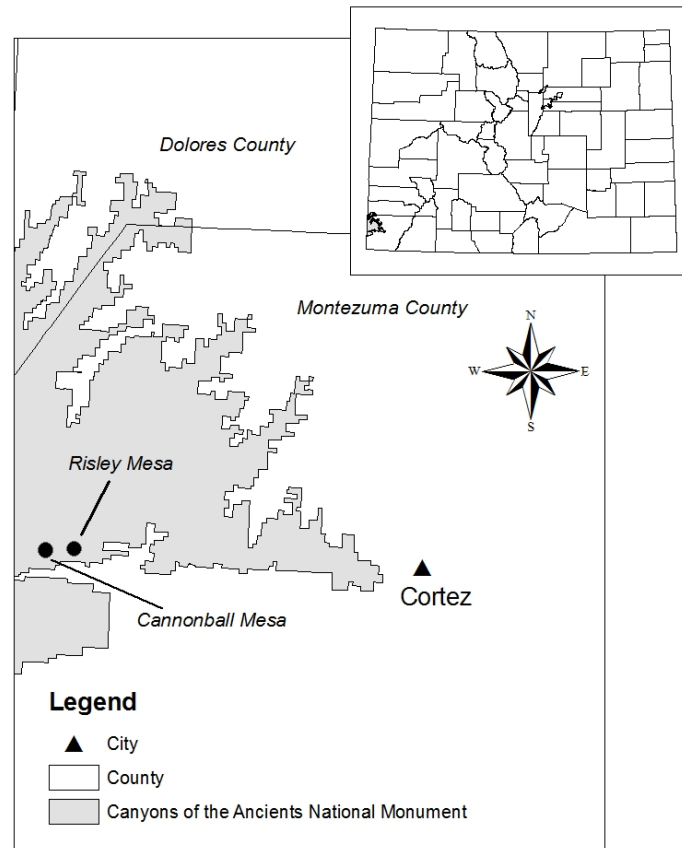 Dolores County
Montezuma County
N
W
E
S
Risley Mesa
Cortez
Cannonball Mesa
Legend
City
County
Canyons of the Ancients National Monument